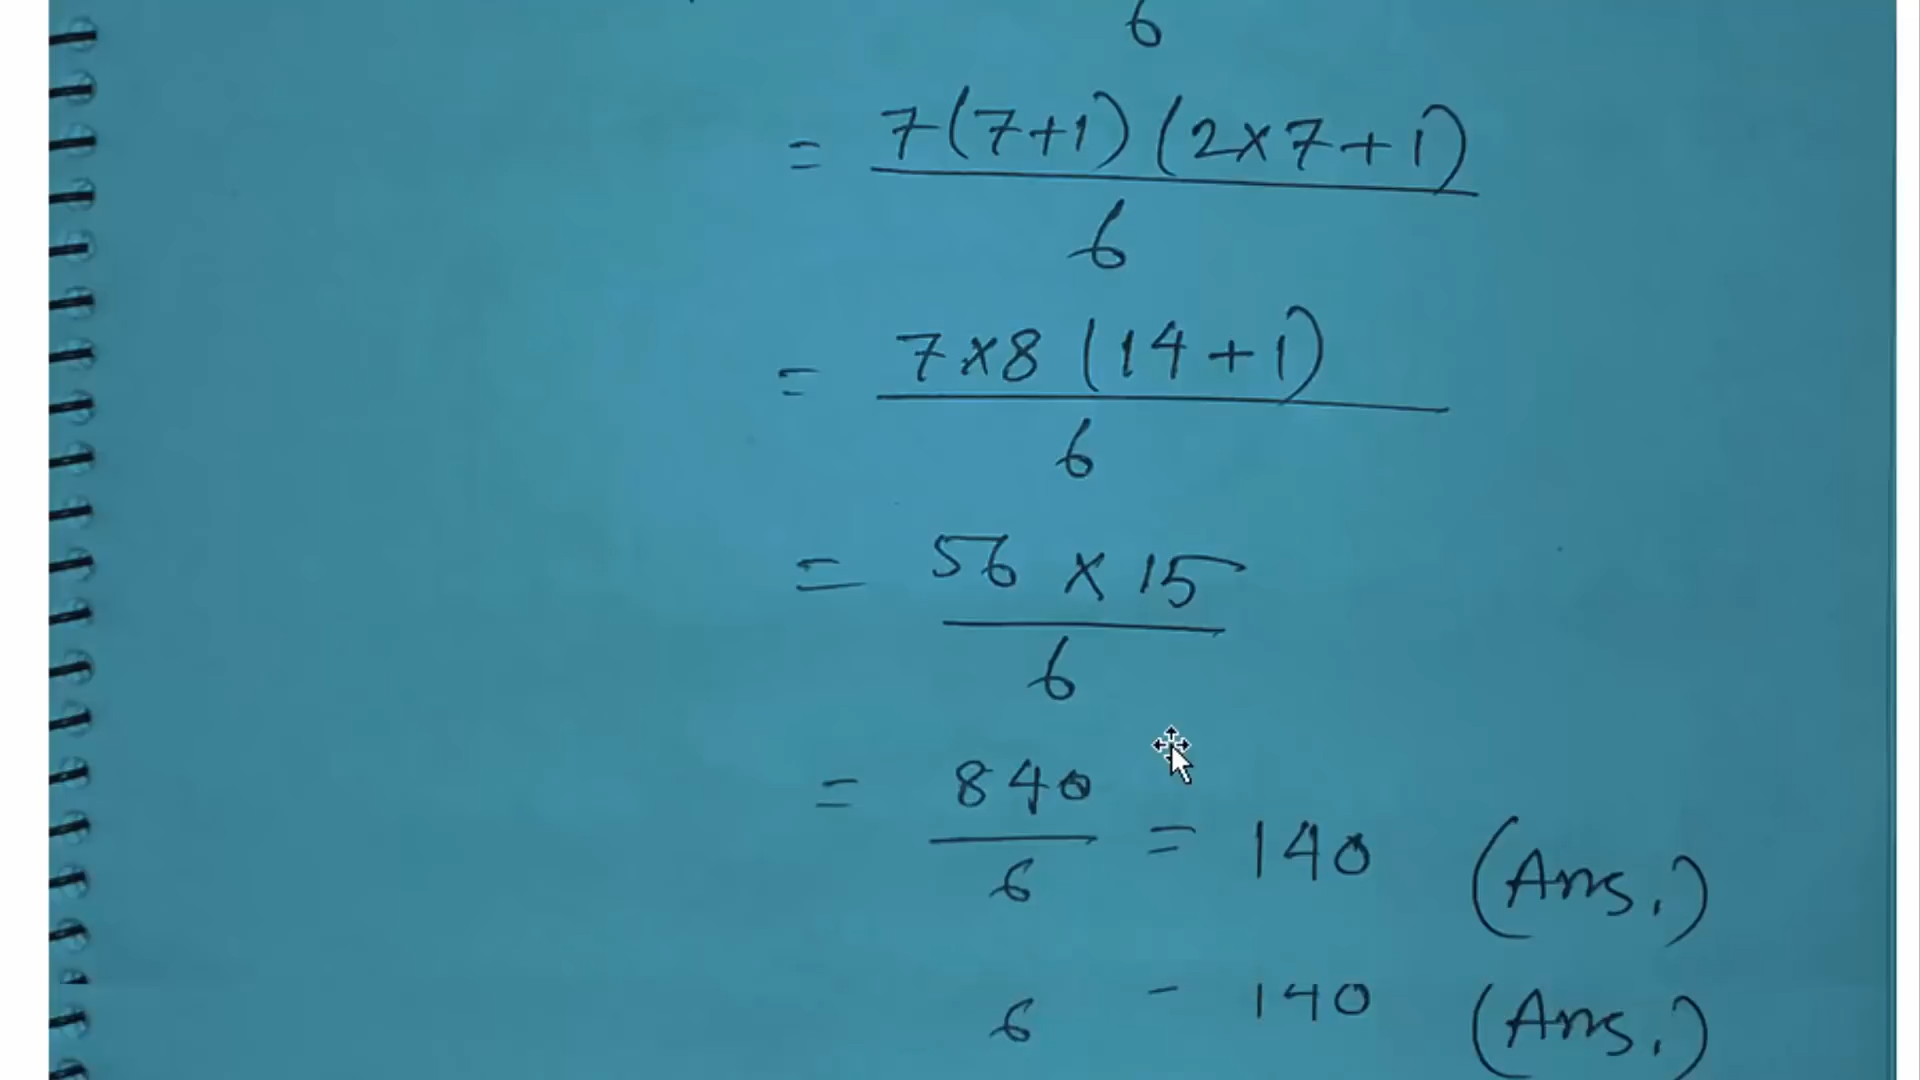 6
= 7(7+1) (2×7+1)
6
= 7×8 (14+1)
6
= 56 × 15
6
= 840
6 = 140 (Ans.)
6 - 140 (Ans.)